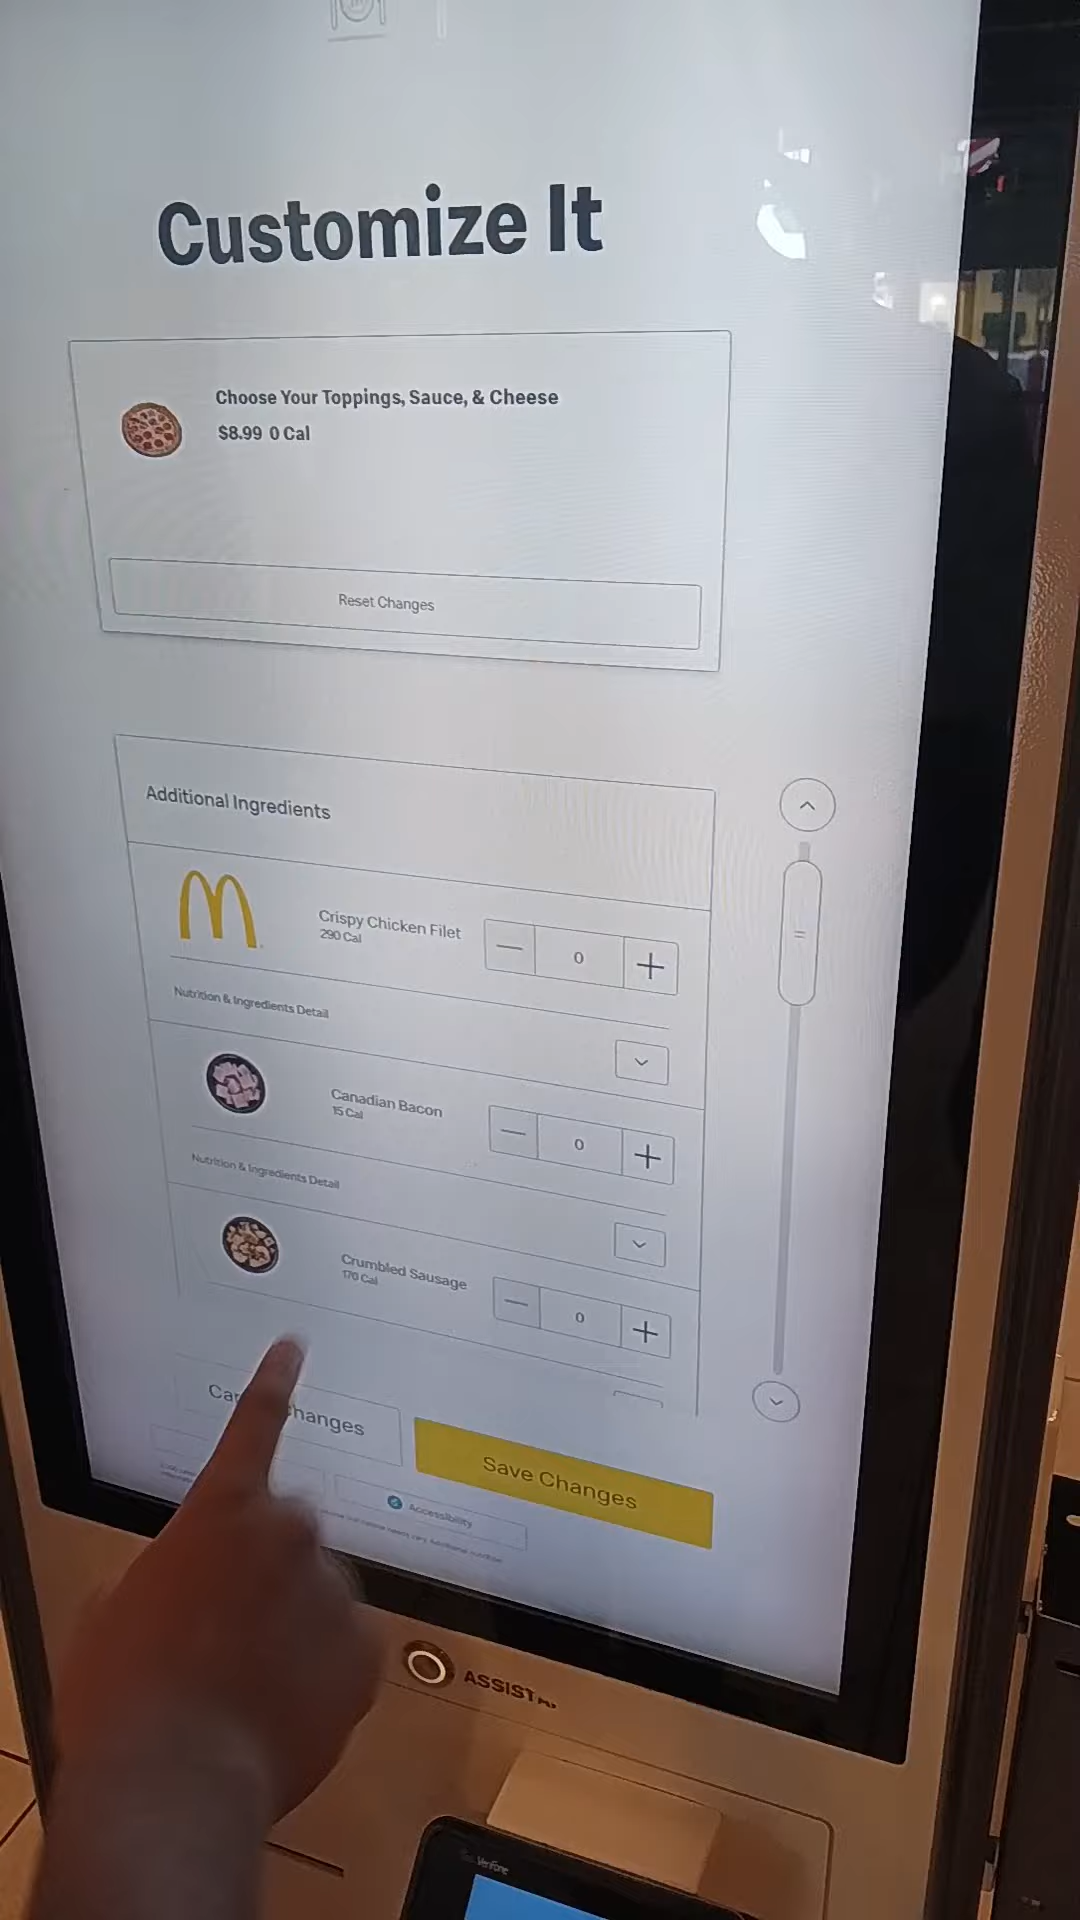 Customize It
Choose Your Toppings, Sauce, & Cheese
$8.99 0 Cal
Reset Changes
Additional Ingredients
Crispy Chicken Filet
290 Cal
0
Nutrition & Ingredients Detail
Canadian Bacon
15 Cal
0
Nutrition & Ingredients Detail
Crumbled Sausage
170 Cal
0
Changes
Save Changes
Accessibility
ASSIST
Verifone